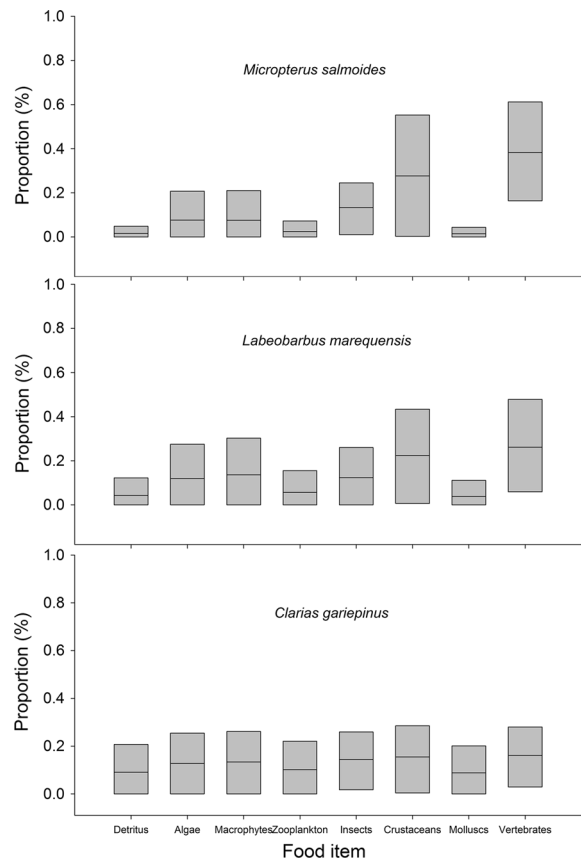 1.0
Micropterus salmoides
0.8
0.6
0.4
0.2
0.0
Proportion (%)
1.0
Labeobarbus marequensis
0.8
0.6
0.4
0.2
0.0
Proportion (%)
1.0
Clarias gariepinus
0.8
0.6
0.4
0.2
0.0
Proportion (%)
Detritus Algae Macrophytes Zooplankton Insects Crustaceans Molluscs Vertebrates
Food item